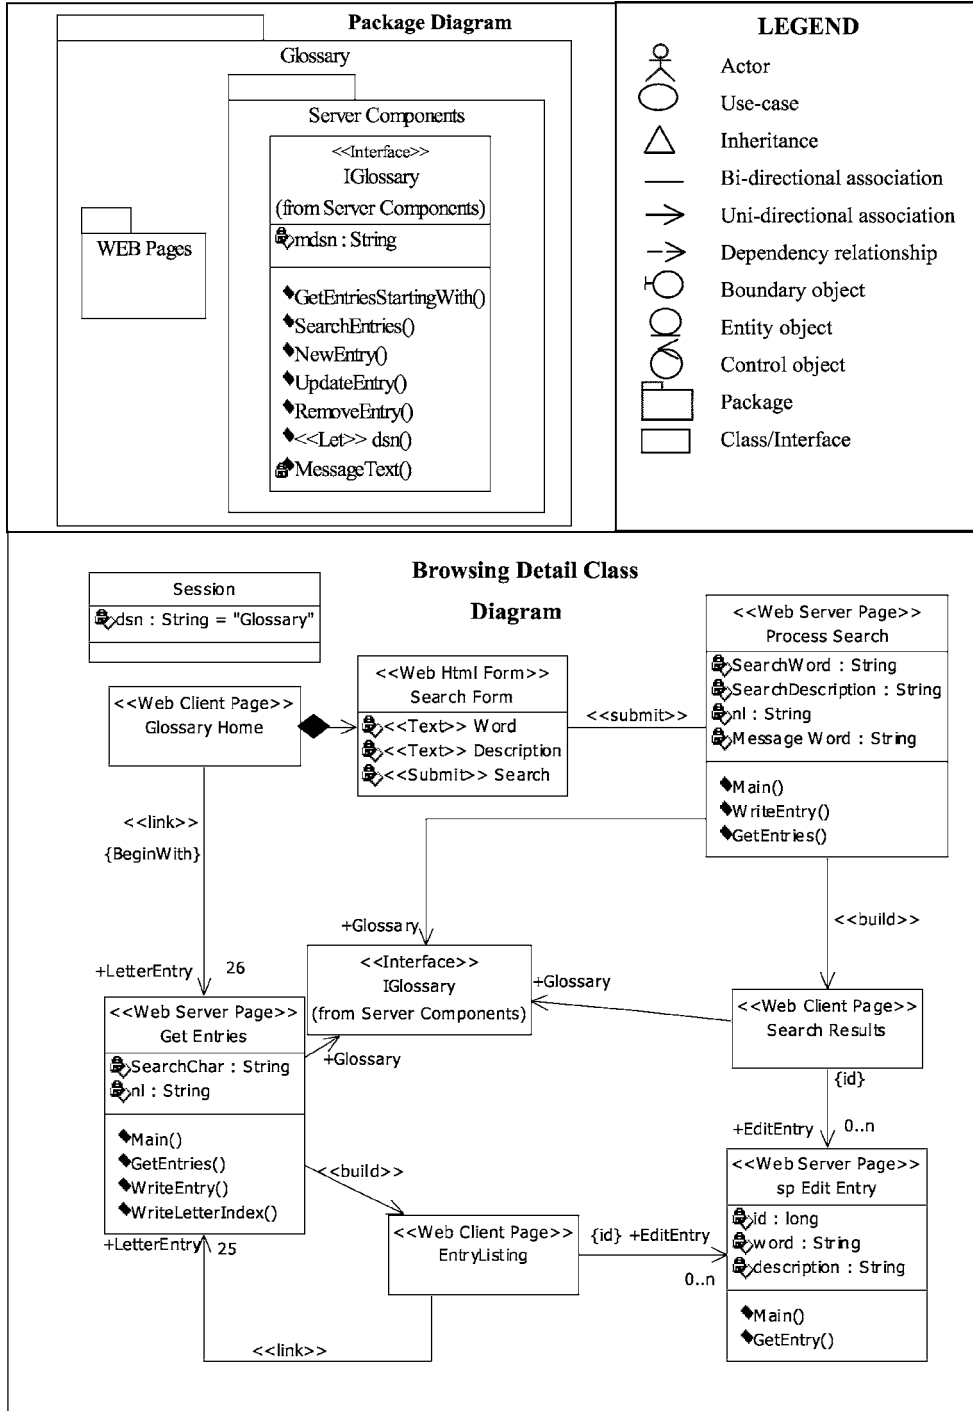 Package Diagram
Glossary
Server Components
<<Interface>>
IGlossary
(from Server Components)
mdsn : String
GetEntriesStartingWith()
SearchEntries()
NewEntry()
UpdateEntry()
RemoveEntry()
<<Let>> dsn()
MessageText()
WEB Pages
LEGEND
Actor
Use-case
Inheritance
Bi-directional association
Uni-directional association
Dependency relationship
Boundary object
Entity object
Control object
Package
Class/Interface
Browsing Detail Class
Diagram
Session
dsn : String = "Glossary"
<<Web Client Page>>
Glossary Home
<<Web Html Form>>
Search Form
<<Text>> Word
<<Text>> Description
<<Submit>> Search
<<submit>>
<<Web Server Page>>
Process Search
SearchWord : String
SearchDescription : String
nl : String
Message Word : String
Main()
WriteEntry()
GetEntries()
<<link>>
{BeginWith}
+LetterEntry
26
+Glossary
<<build>>
<<Interface>>
IGlossary
(from Server Components)
+Glossary
<<Web Client Page>>
Search Results
{id}
+EditEntry
0..n
<<Web Server Page>>
Get Entries
SearchChar : String
nl : String
Main()
GetEntries()
WriteEntry()
WriteLetterIndex()
+Glossary
<<build>>
+LetterEntry
25
<<link>>
<<Web Client Page>>
EntryListing
{id} +EditEntry
0..n
<<Web Server Page>>
sp Edit Entry
id : long
word : String
description : String
Main()
GetEntry()